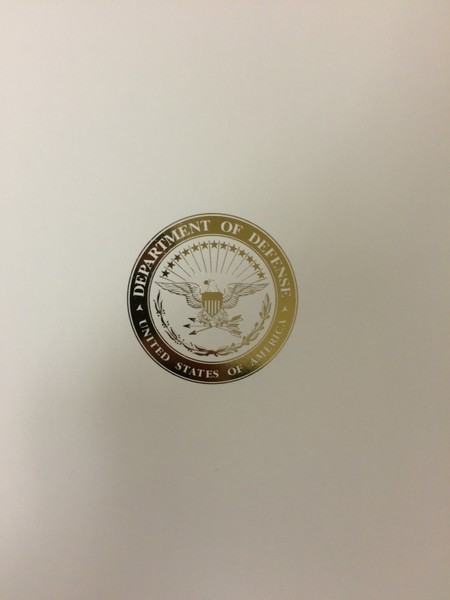 DEPARTMENT OF DEFENSE
UNITED STATES OF AMERICA